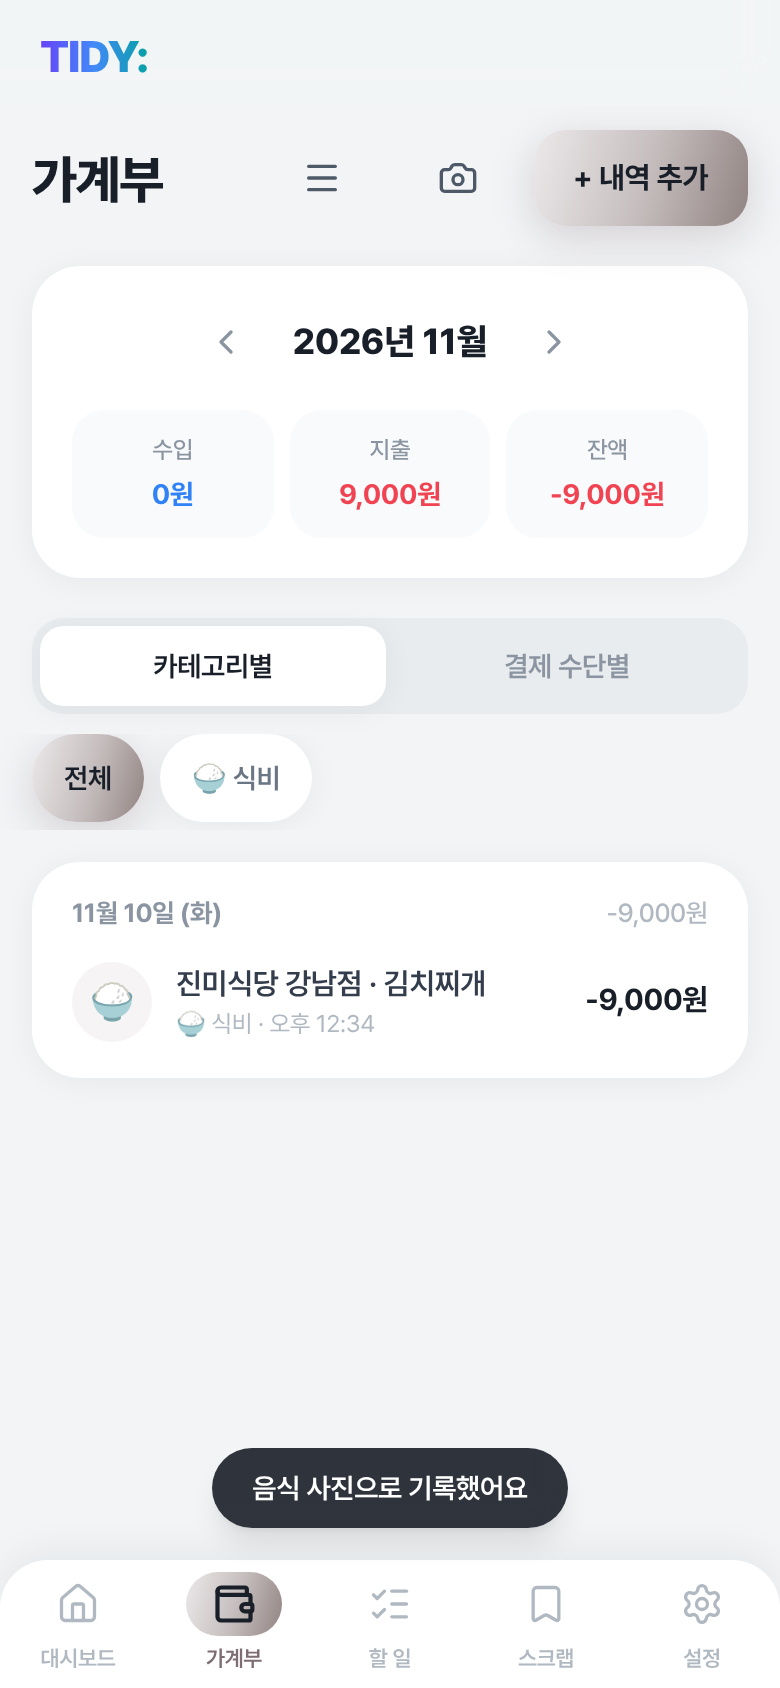 TIDY:
가계부
+ 내역 추가
2026년 11월
수입
지출
잔액
0원
9,000원
-9,000원
카테고리별
결제 수단별
전체
식비
11월 10일 (화)
-9,000원
진미식당 강남점 · 김치찌개
-9,000원
식비 · 오후 12:34
음식 사진으로 기록했어요
대시보드
가계부
할 일
스크랩
설정